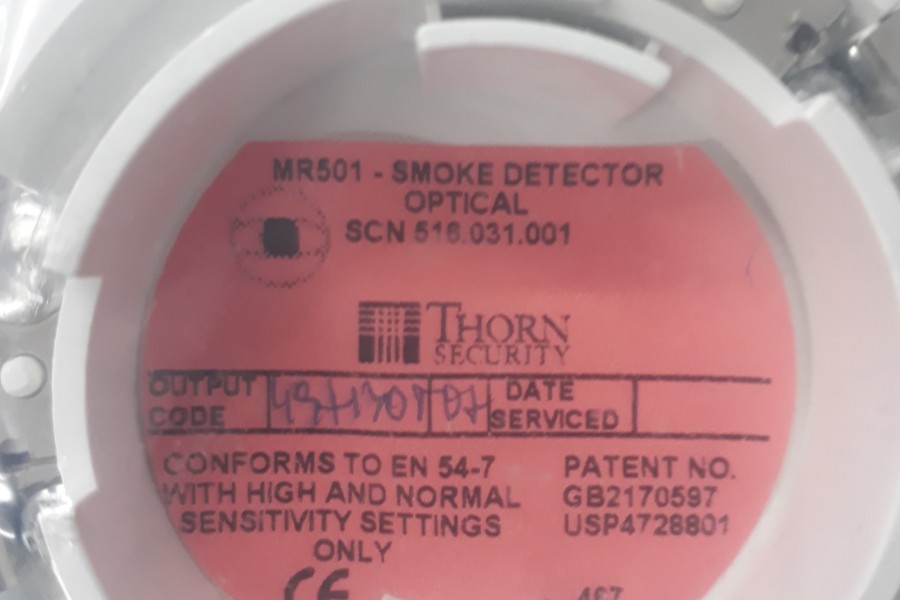 MR501 - SMOKE DETECTOR
OPTICAL
SCN 516.031.001
THORN
SECURITY
OUTPUT CODE
DATE SERVICED
CONFORMS TO EN 54-7
WITH HIGH AND NORMAL
SENSITIVITY SETTINGS
ONLY
PATENT NO.
GB2170597
USP4728801
CE